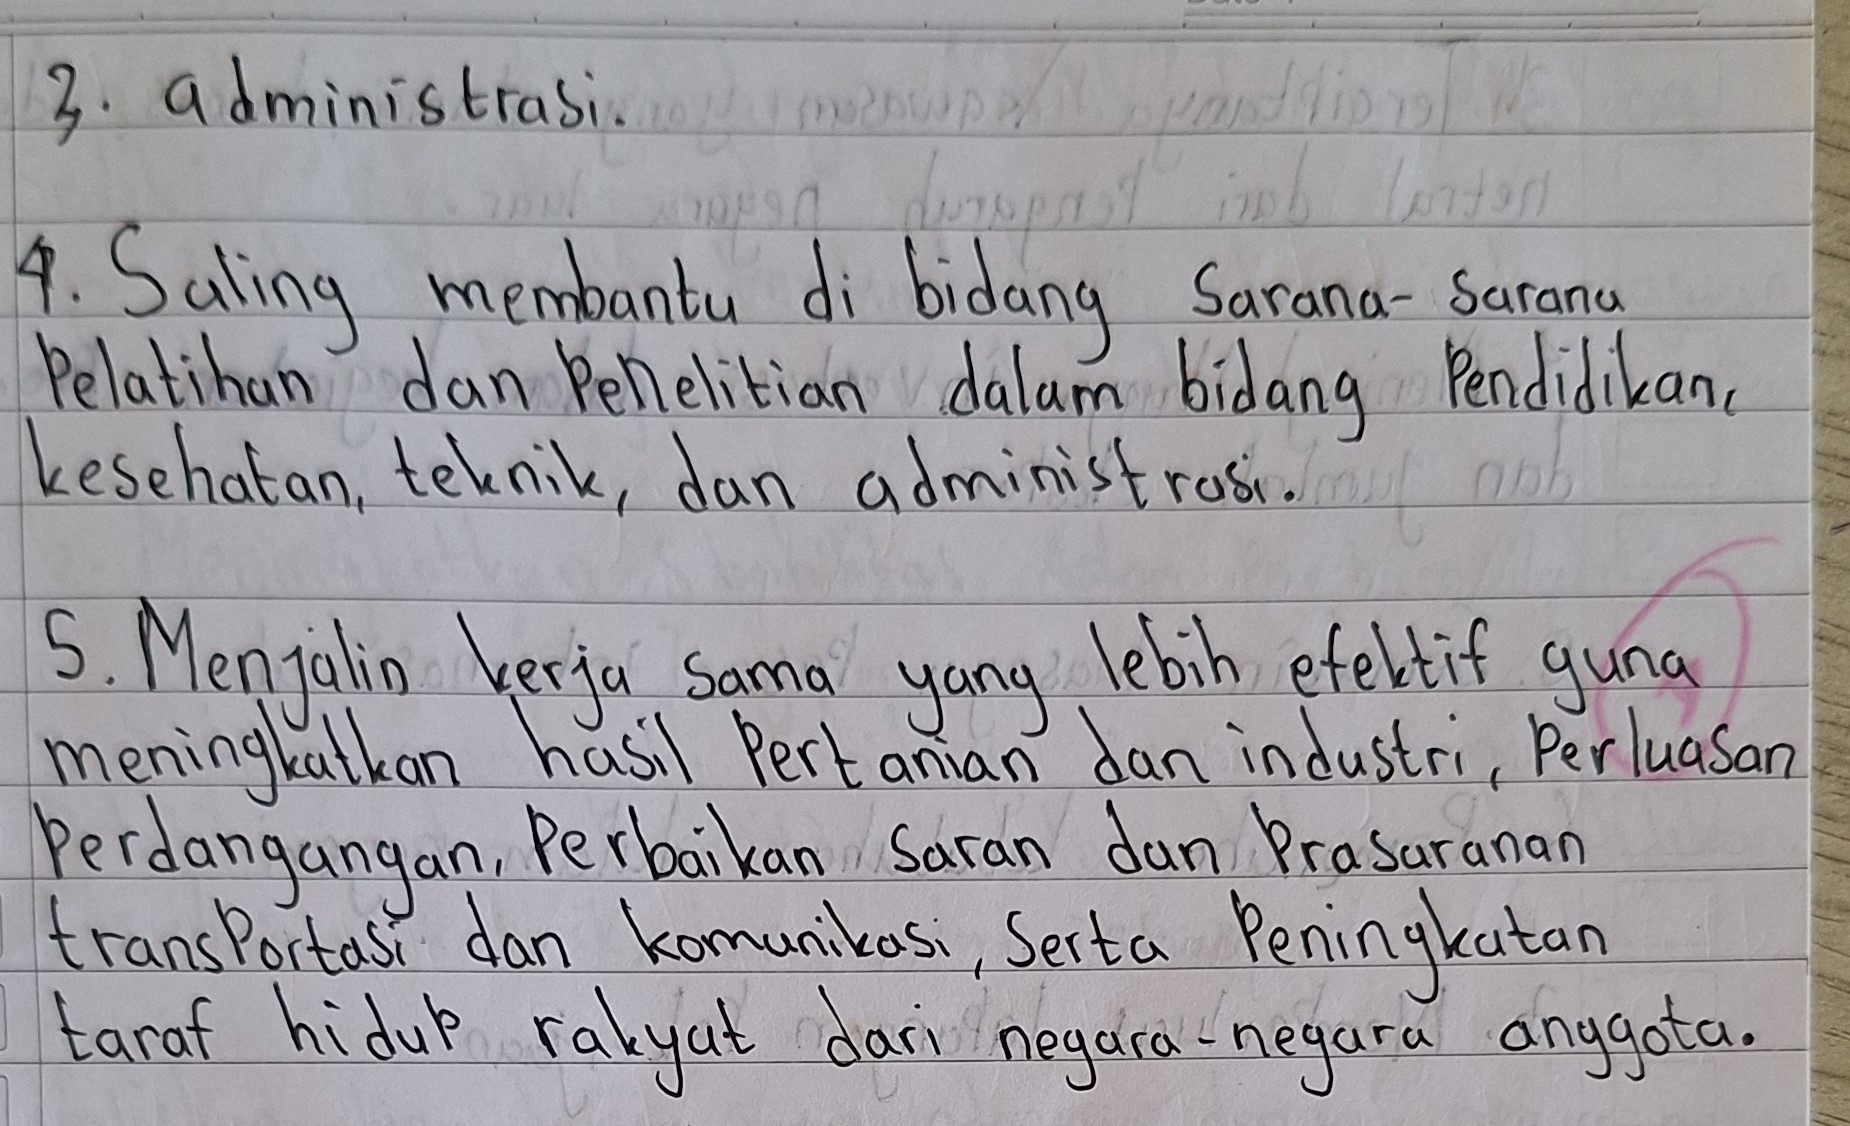 3. administrasi.
4. Saling membantu di bidang Sarana-Sarana
Pelatihan dan Penelitian dalam bidang Pendidikan,
kesehatan, teknik, dan administrasi.
5. Menjalin kerja sama yang lebih efektif guna
meningkatkan hasil Pertanian dan industri, Perluasan
Perdangangan, Perbaikan saran dan Prasaranan
transPortasi dan komunikasi, Serta Peningkatan
taraf hidup rakyat dari negara-negara anggota.